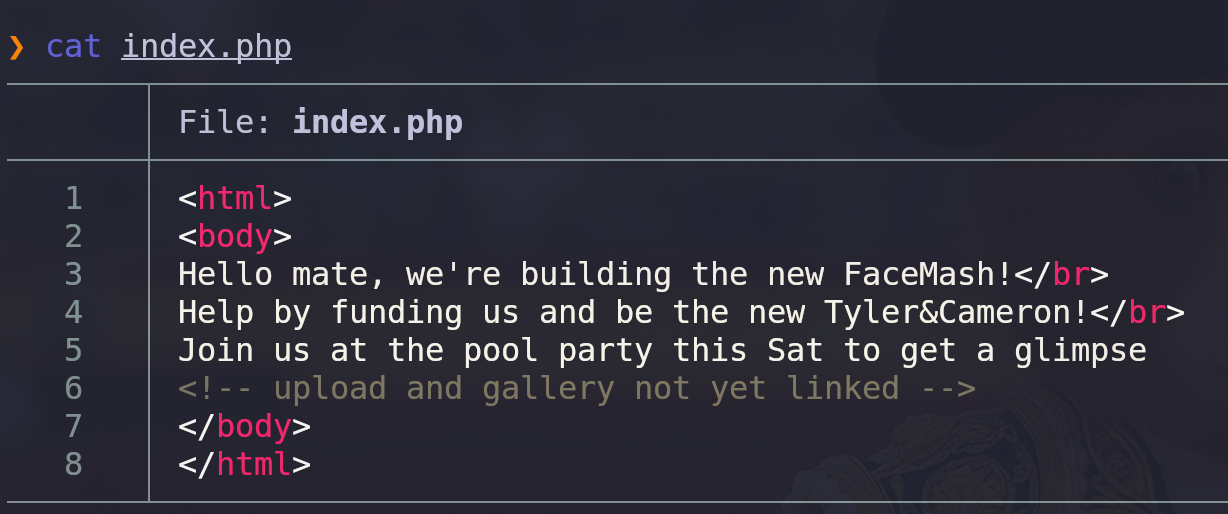 ❯ cat index.php
File: index.php
1 <html>
2 <body>
3 Hello mate, we're building the new FaceMash!</br>
4 Help by funding us and be the new Tyler&Cameron!</br>
5 Join us at the pool party this Sat to get a glimpse
6 <!-- upload and gallery not yet linked -->
7 </body>
8 </html>